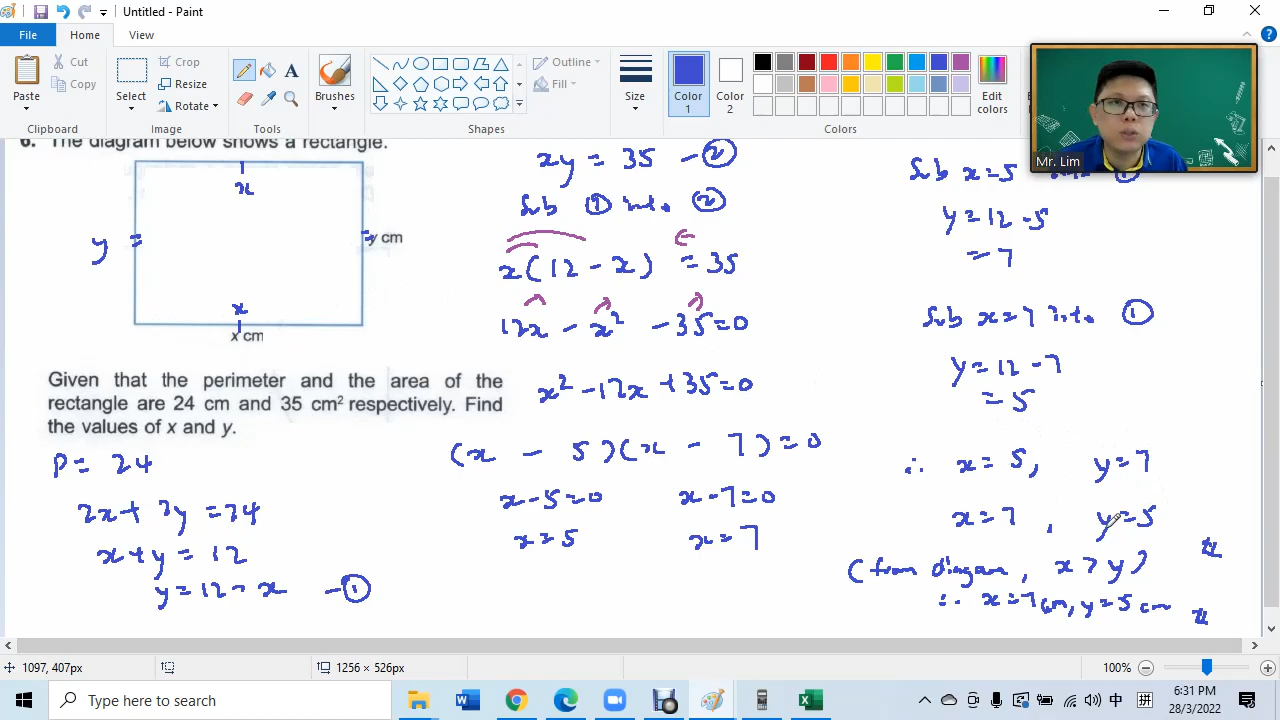 Untitled - Paint
File
Home
View
Paste
Cut
Copy
Clipboard
Select
Crop
Resize
Rotate
Image
Tools
Brushes
Outline
Fill
Shapes
Size
Color 1
Color 2
Edit colors
Colors
Mr. Lim
6. The diagram below shows a rectangle.
x
y
y cm
x
x cm
Given that the perimeter and the area of the
rectangle are 24 cm and 35 cm² respectively. Find
the values of x and y.
P = 24
2x + 2y = 24
x + y = 12
y = 12 - x - ①
xy = 35 - ②
Sub ① into ②
x(12 - x) = 35
12x - x² - 35 = 0
x² - 12x + 35 = 0
(x - 5)(x - 7) = 0
x - 5 = 0 x - 7 = 0
x = 5 x = 7
Sub x = 5
y = 12 - 5
= 7
Sub x = 7 into ①
y = 12 - 7
= 5
∴ x = 5, y = 7
x = 7, y = 5
(from diagram, x > y)
∴ x = 7cm, y = 5 cm
1097, 407px
1256 × 526px
100%
Type here to search
中
拼
6:31 PM
28/3/2022